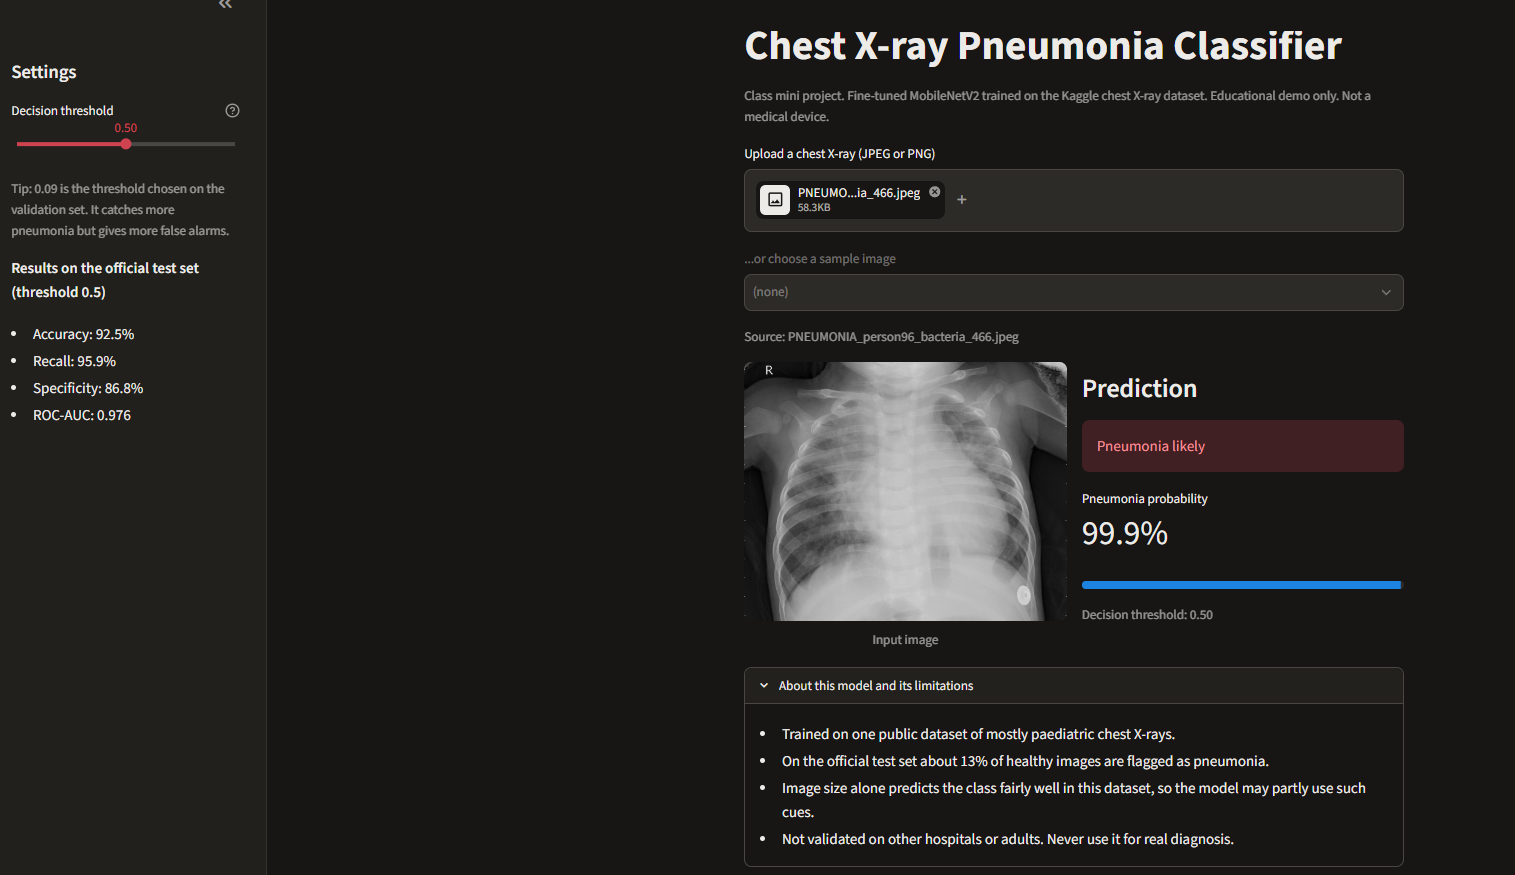 Settings
Decision threshold
0.50
Tip: 0.09 is the threshold chosen on the
validation set. It catches more
pneumonia but gives more false alarms.
Results on the official test set
(threshold 0.5)
Accuracy: 92.5%
Recall: 95.9%
Specificity: 86.8%
ROC-AUC: 0.976
Chest X-ray Pneumonia Classifier
Class mini project. Fine-tuned MobileNetV2 trained on the Kaggle chest X-ray dataset. Educational demo only. Not a
medical device.
Upload a chest X-ray (JPEG or PNG)
PNEUMO...ia_466.jpeg
58.3KB
...or choose a sample image
(none)
Source: PNEUMONIA_person96_bacteria_466.jpeg
R
Input image
Prediction
Pneumonia likely
Pneumonia probability
99.9%
Decision threshold: 0.50
About this model and its limitations
Trained on one public dataset of mostly paediatric chest X-rays.
On the official test set about 13% of healthy images are flagged as pneumonia.
Image size alone predicts the class fairly well in this dataset, so the model may partly use such
cues.
Not validated on other hospitals or adults. Never use it for real diagnosis.